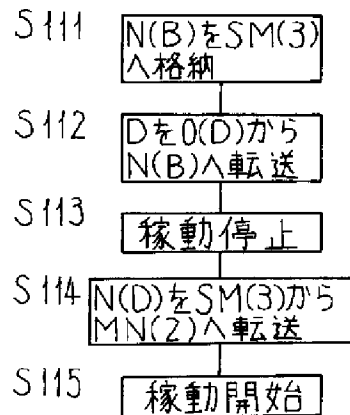 S111
N(B)をSM(3)
へ格納
S112
Dを0(D)から
N(B)へ転送
S113
稼動停止
S114
N(D)をSM(3)から
MN(2)へ転送
S115
稼動開始